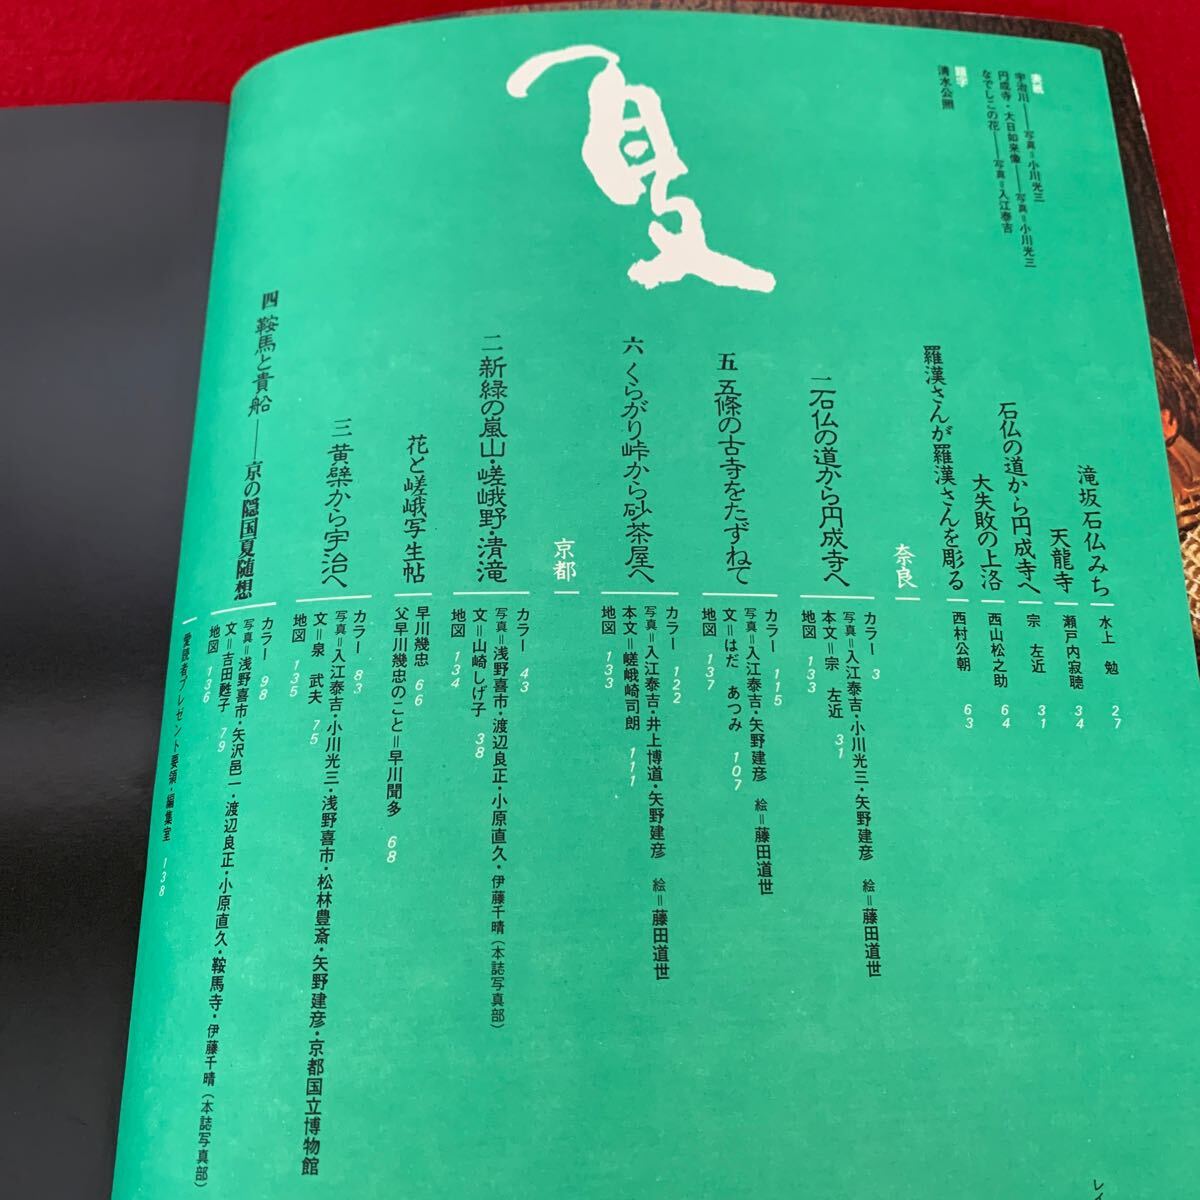 夏
表紙
宇治川――写真＝小川光三
円成寺・大日如来像――写真＝小川光三
なでしこの花――写真＝入江泰吉
題字
清水公照
滝坂石仏みち
水上　勉
27
天龍寺
瀬戸内寂聴
34
石仏の道から円成寺へ
宗　左近
31
大失敗の上洛
西山松之助
64
羅漢さんが羅漢さんを彫る
西村公朝
63
奈良
一 石仏の道から円成寺へ
カラー 3
写真＝入江泰吉・小川光三・矢野建彦　絵＝藤田道世
本文＝宗　左近 31
地図 133
五 五條の古寺をたずねて
カラー 115
写真＝入江泰吉・矢野建彦　絵＝藤田道世
文＝はだ　あつみ 107
地図 137
六 くらがり峠から砂茶屋へ
カラー 122
写真＝入江泰吉・井上博道・矢野建彦　絵＝藤田道世
本文＝嵯峨崎司朗 111
地図 133
京都
二 新緑の嵐山・嵯峨野・清滝
カラー 43
写真＝浅野喜市・渡辺良正・小原直久・伊藤千晴（本誌写真部）
文＝山崎しげ子 38
地図 134
花と嵯峨写生帖
早川幾忠 66
父早川幾忠のこと＝早川聞多 68
三 黄檗から宇治へ
カラー 83
写真＝入江泰吉・小川光三・浅野喜市・松林豊斎・矢野建彦・京都国立博物館
文＝泉　武夫 75
地図 135
四 鞍馬と貴船――京の隠国夏随想
カラー 98
写真＝浅野喜市・矢沢邑一・渡辺良正・小原直久・鞍馬寺・伊藤千晴（本誌写真部）
文＝吉田甦子 79
地図 136
愛読者プレゼント要領・編集室 138
レイ